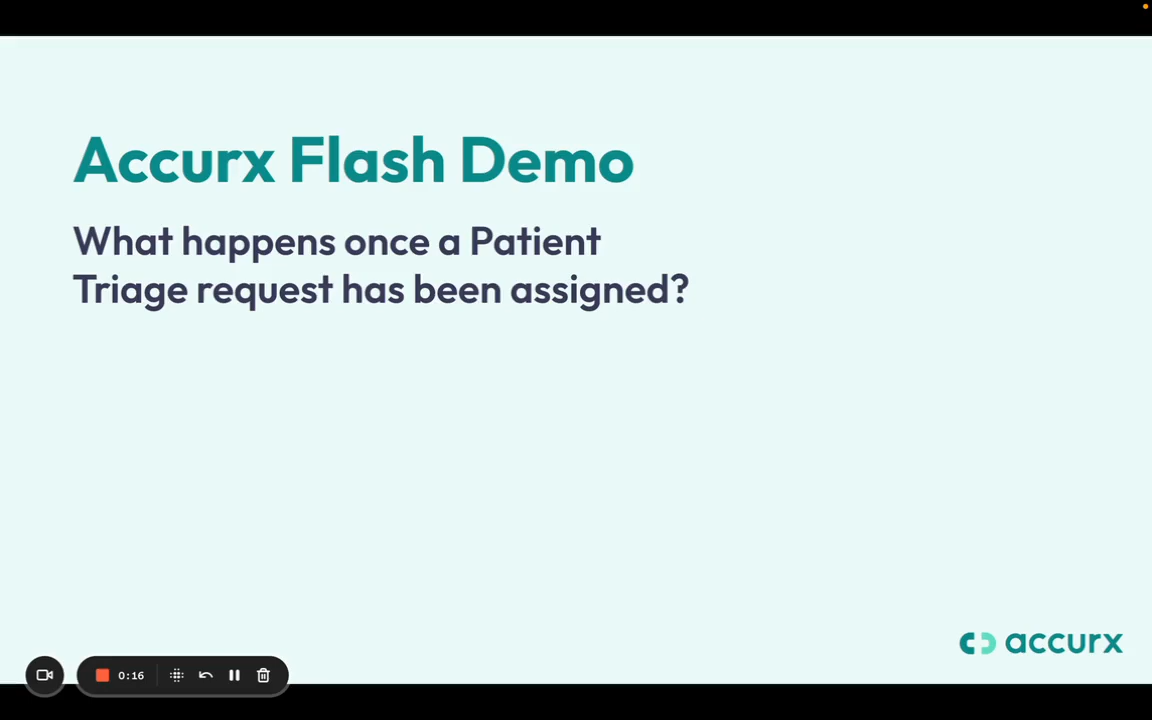 Accurx Flash Demo
What happens once a Patient
Triage request has been assigned?
accurx
0:16